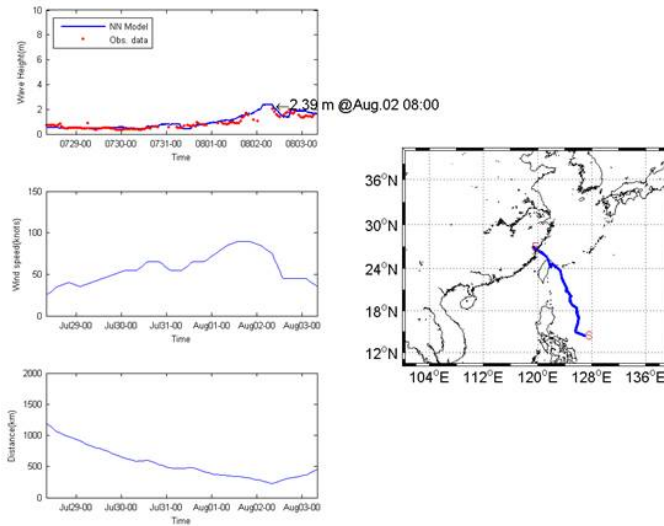 10
8
6
4
2
0
Wave Height(m)
NN Model
Obs. data
2.39 m @Aug.02 08:00
0729-00 0730-00 0731-00 0801-00 0802-00 0803-00
Time
150
100
50
0
Wind speed(knots)
Jul29-00 Jul30-00 Jul31-00 Aug01-00 Aug02-00 Aug03-00
Time
2000
1500
1000
500
0
Distance(km)
Jul29-00 Jul30-00 Jul31-00 Aug01-00 Aug02-00 Aug03-00
Time
36°N
30°N
24°N
18°N
12°N
104°E 112°E 120°E 128°E 136°E